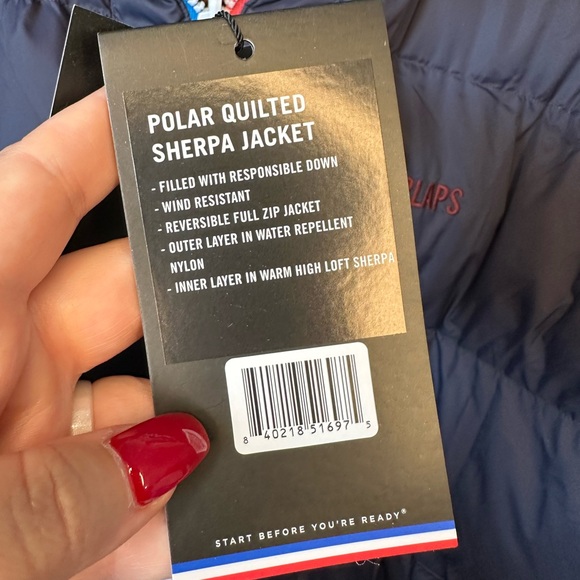 POLAR QUILTED
SHERPA JACKET
- FILLED WITH RESPONSIBLE DOWN
- WIND RESISTANT
- REVERSIBLE FULL ZIP JACKET
- OUTER LAYER IN WATER REPELLENT
NYLON
- INNER LAYER IN WARM HIGH LOFT SHERPA
LAPS
8 40218 51697 5
START BEFORE YOU'RE READY®